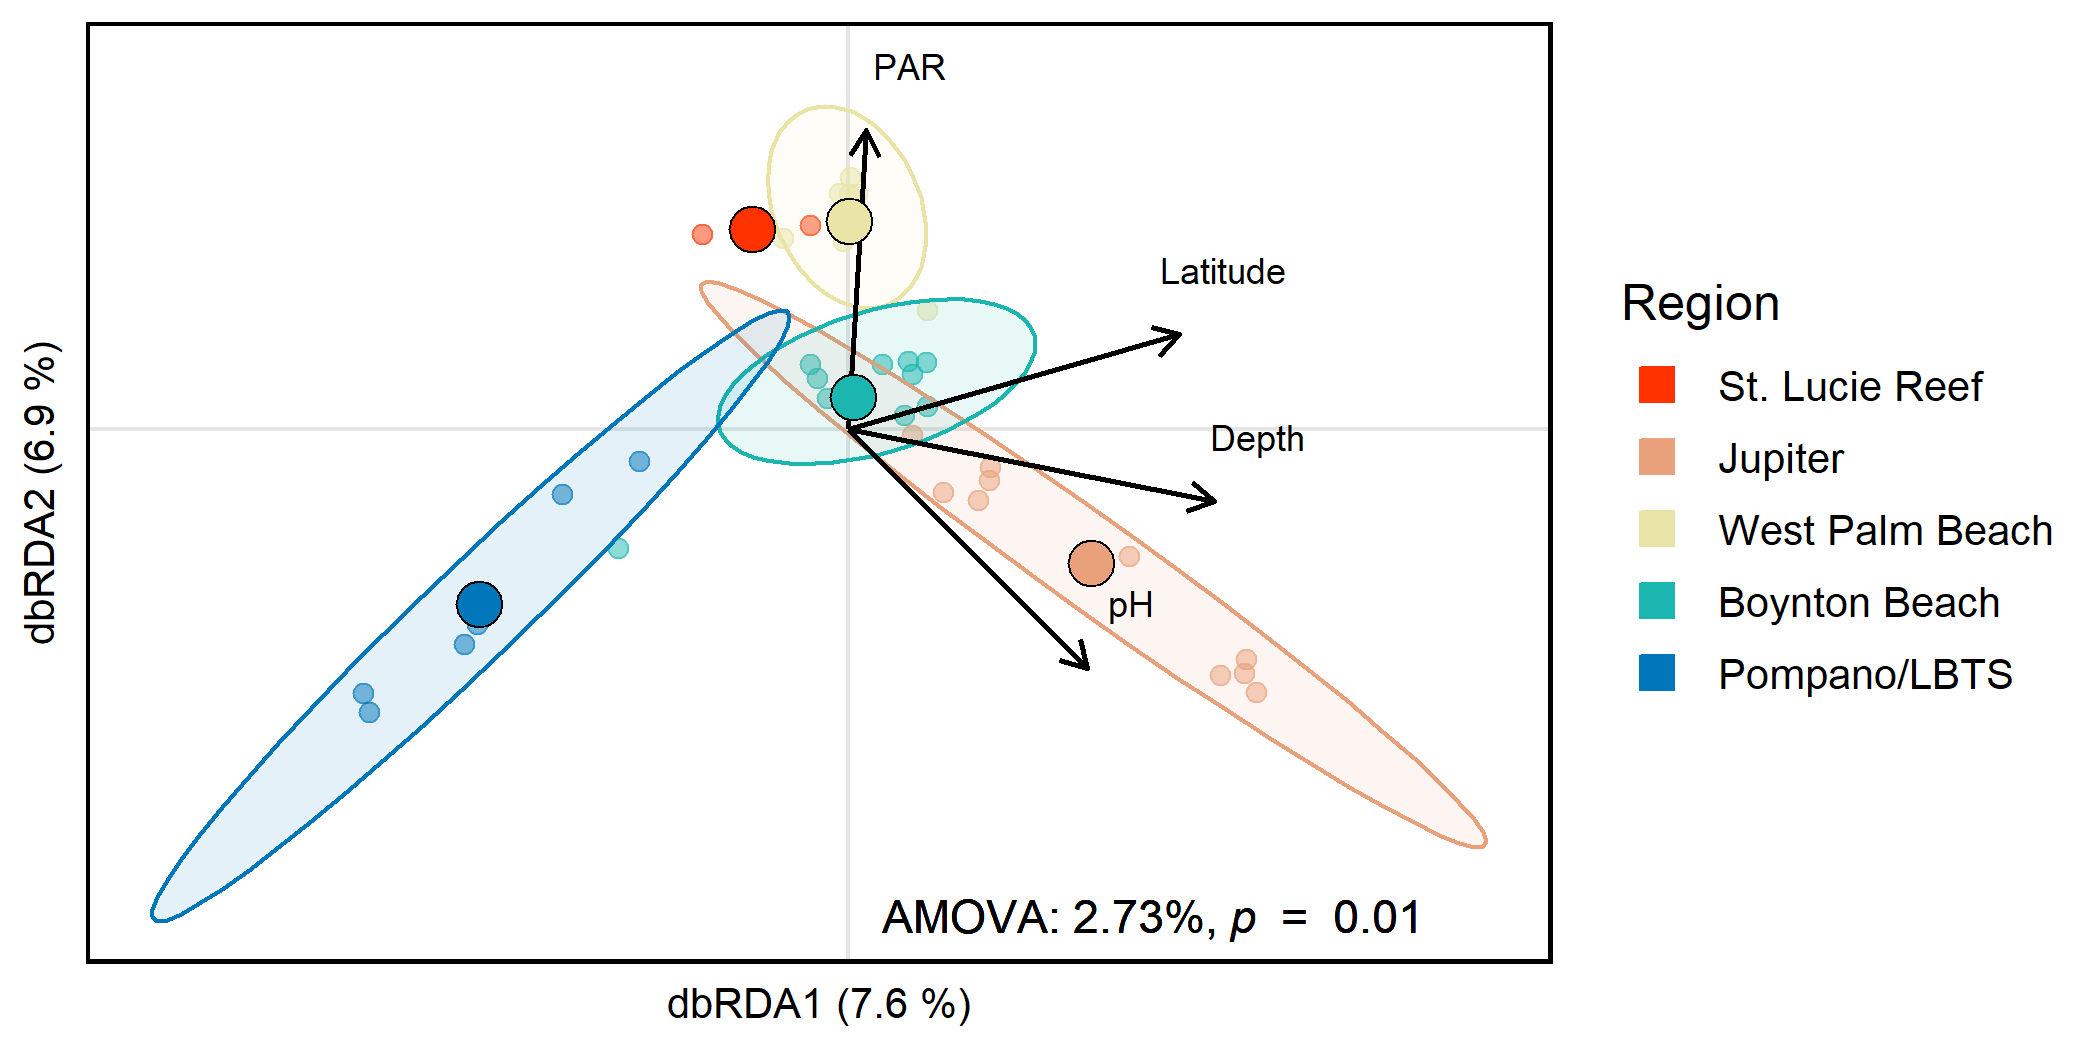 PAR
Latitude
Depth
pH
AMOVA: 2.73%, p = 0.01
dbRDA2 (6.9 %)
dbRDA1 (7.6 %)
Region
St. Lucie Reef
Jupiter
West Palm Beach
Boynton Beach
Pompano/LBTS